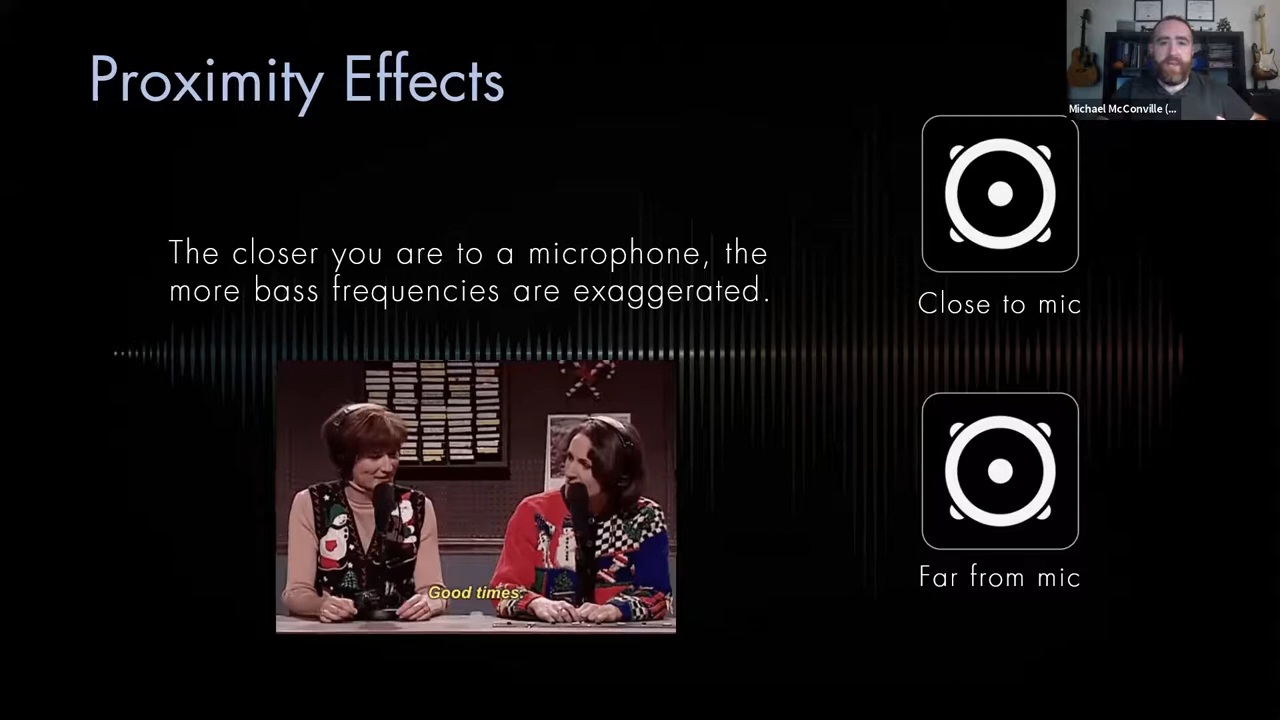 Proximity Effects
Michael McConville (...
The closer you are to a microphone, the
more bass frequencies are exaggerated.
Close to mic
Good times.
Far from mic